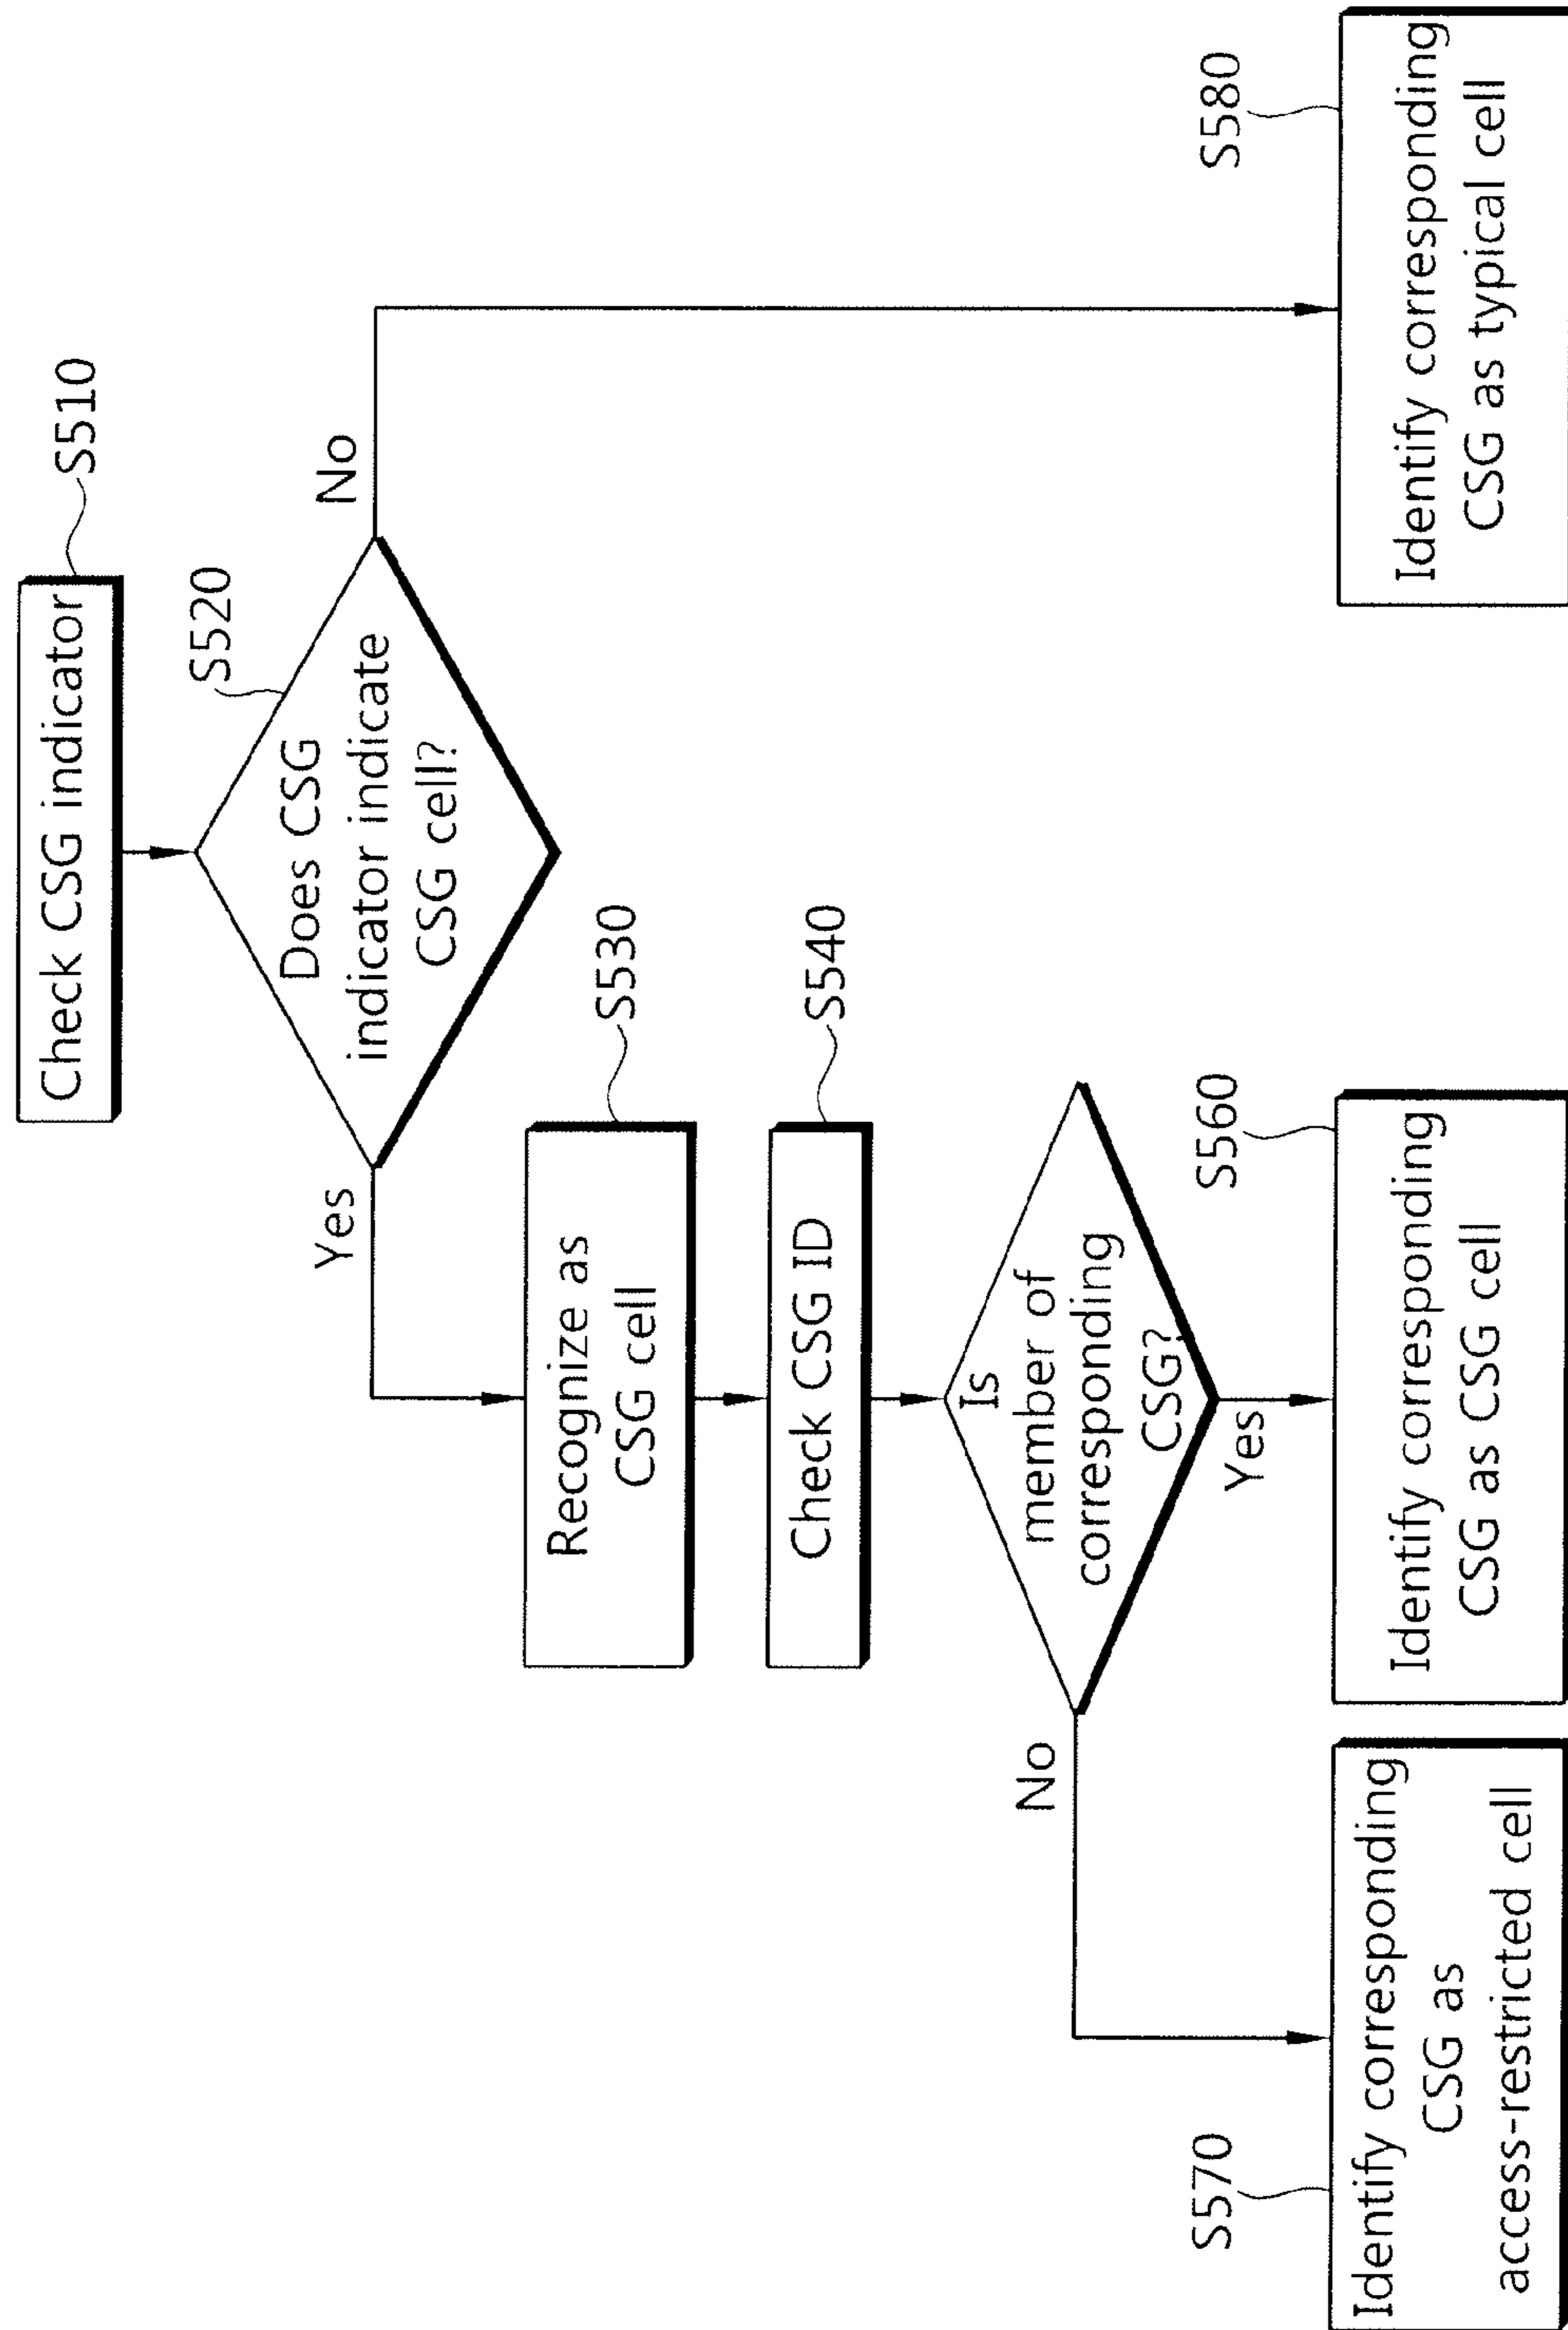 Check CSG indicator
S510
Does CSG
indicator indicate
CSG cell?
S520
Yes
No
Recognize as
CSG cell
S530
Check CSG ID
S540
Is
member of
corresponding
CSG?
No
Yes
S570
Identify corresponding
CSG as
access-restricted cell
S560
Identify corresponding
CSG as CSG cell
S580
Identify corresponding
CSG as typical cell